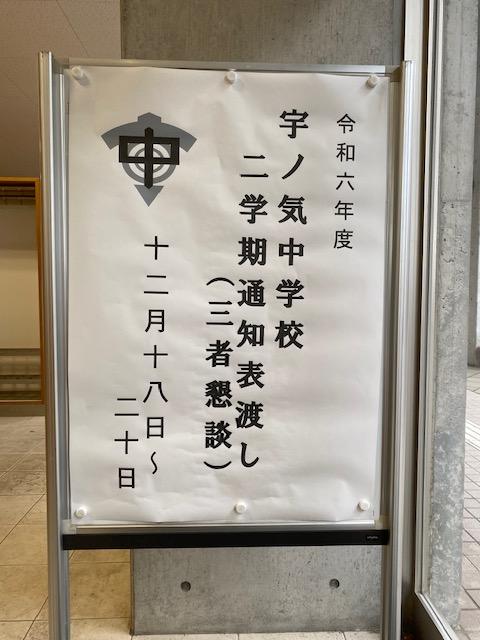 令和六年度
宇ノ気中学校
二学期通知表渡し
（三者懇談）
十二月十八日～
二十日
中